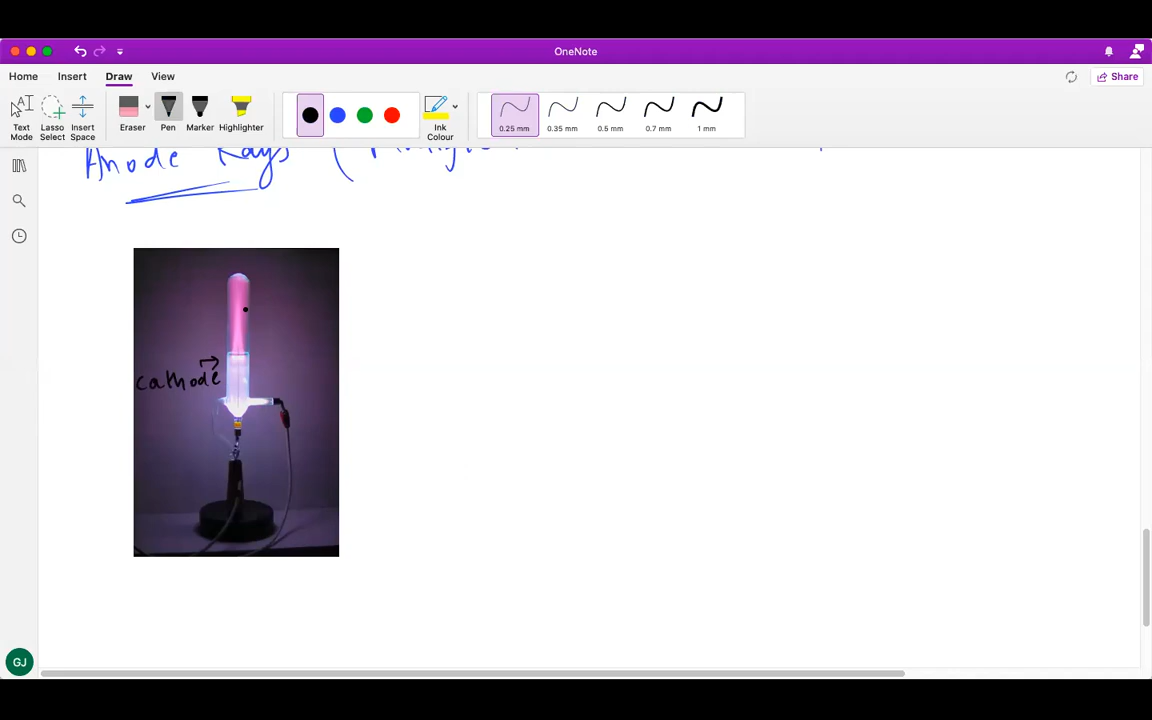 OneNote
Home Insert Draw View
Share
Text Mode
Lasso Select
Insert Space
Eraser
Pen
Marker
Highlighter
Ink Colour
0.25 mm
0.35 mm
0.5 mm
0.7 mm
1 mm
Anode Rays (
cathode
GJ